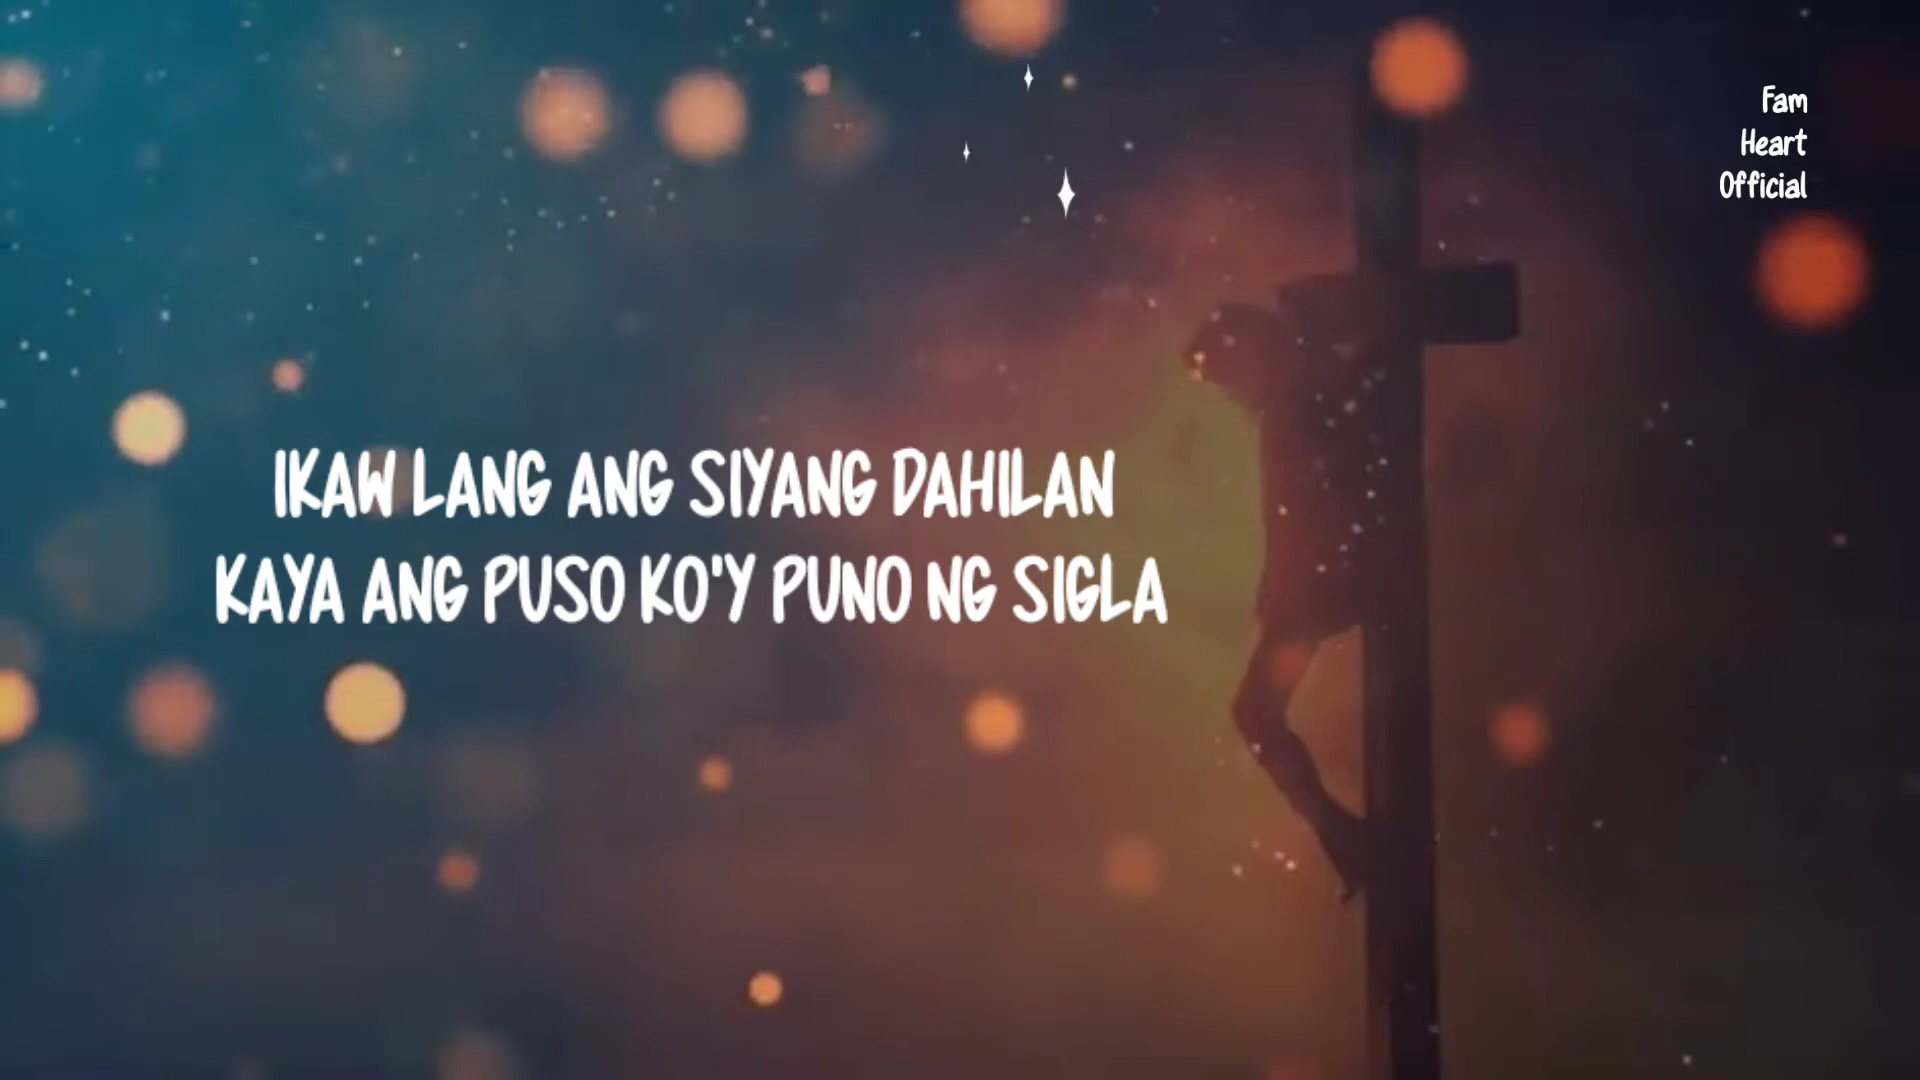 Fam
Heart
Official
IKAW LANG ANG SIYANG DAHILAN
KAYA ANG PUSO KO'Y PUNO NG SIGLA